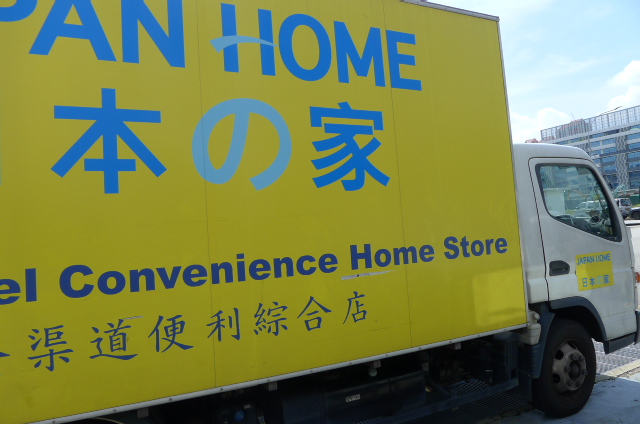 PAN HOME
本の家
el Convenience Home Store
渠道便利綜合店
JAPAN HOME
日本 家